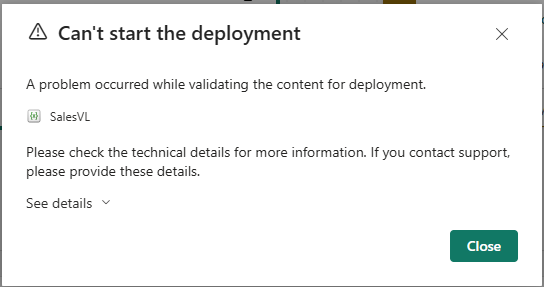 Can't start the deployment
A problem occurred while validating the content for deployment.
SalesVL
Please check the technical details for more information. If you contact support,
please provide these details.
See details
Close